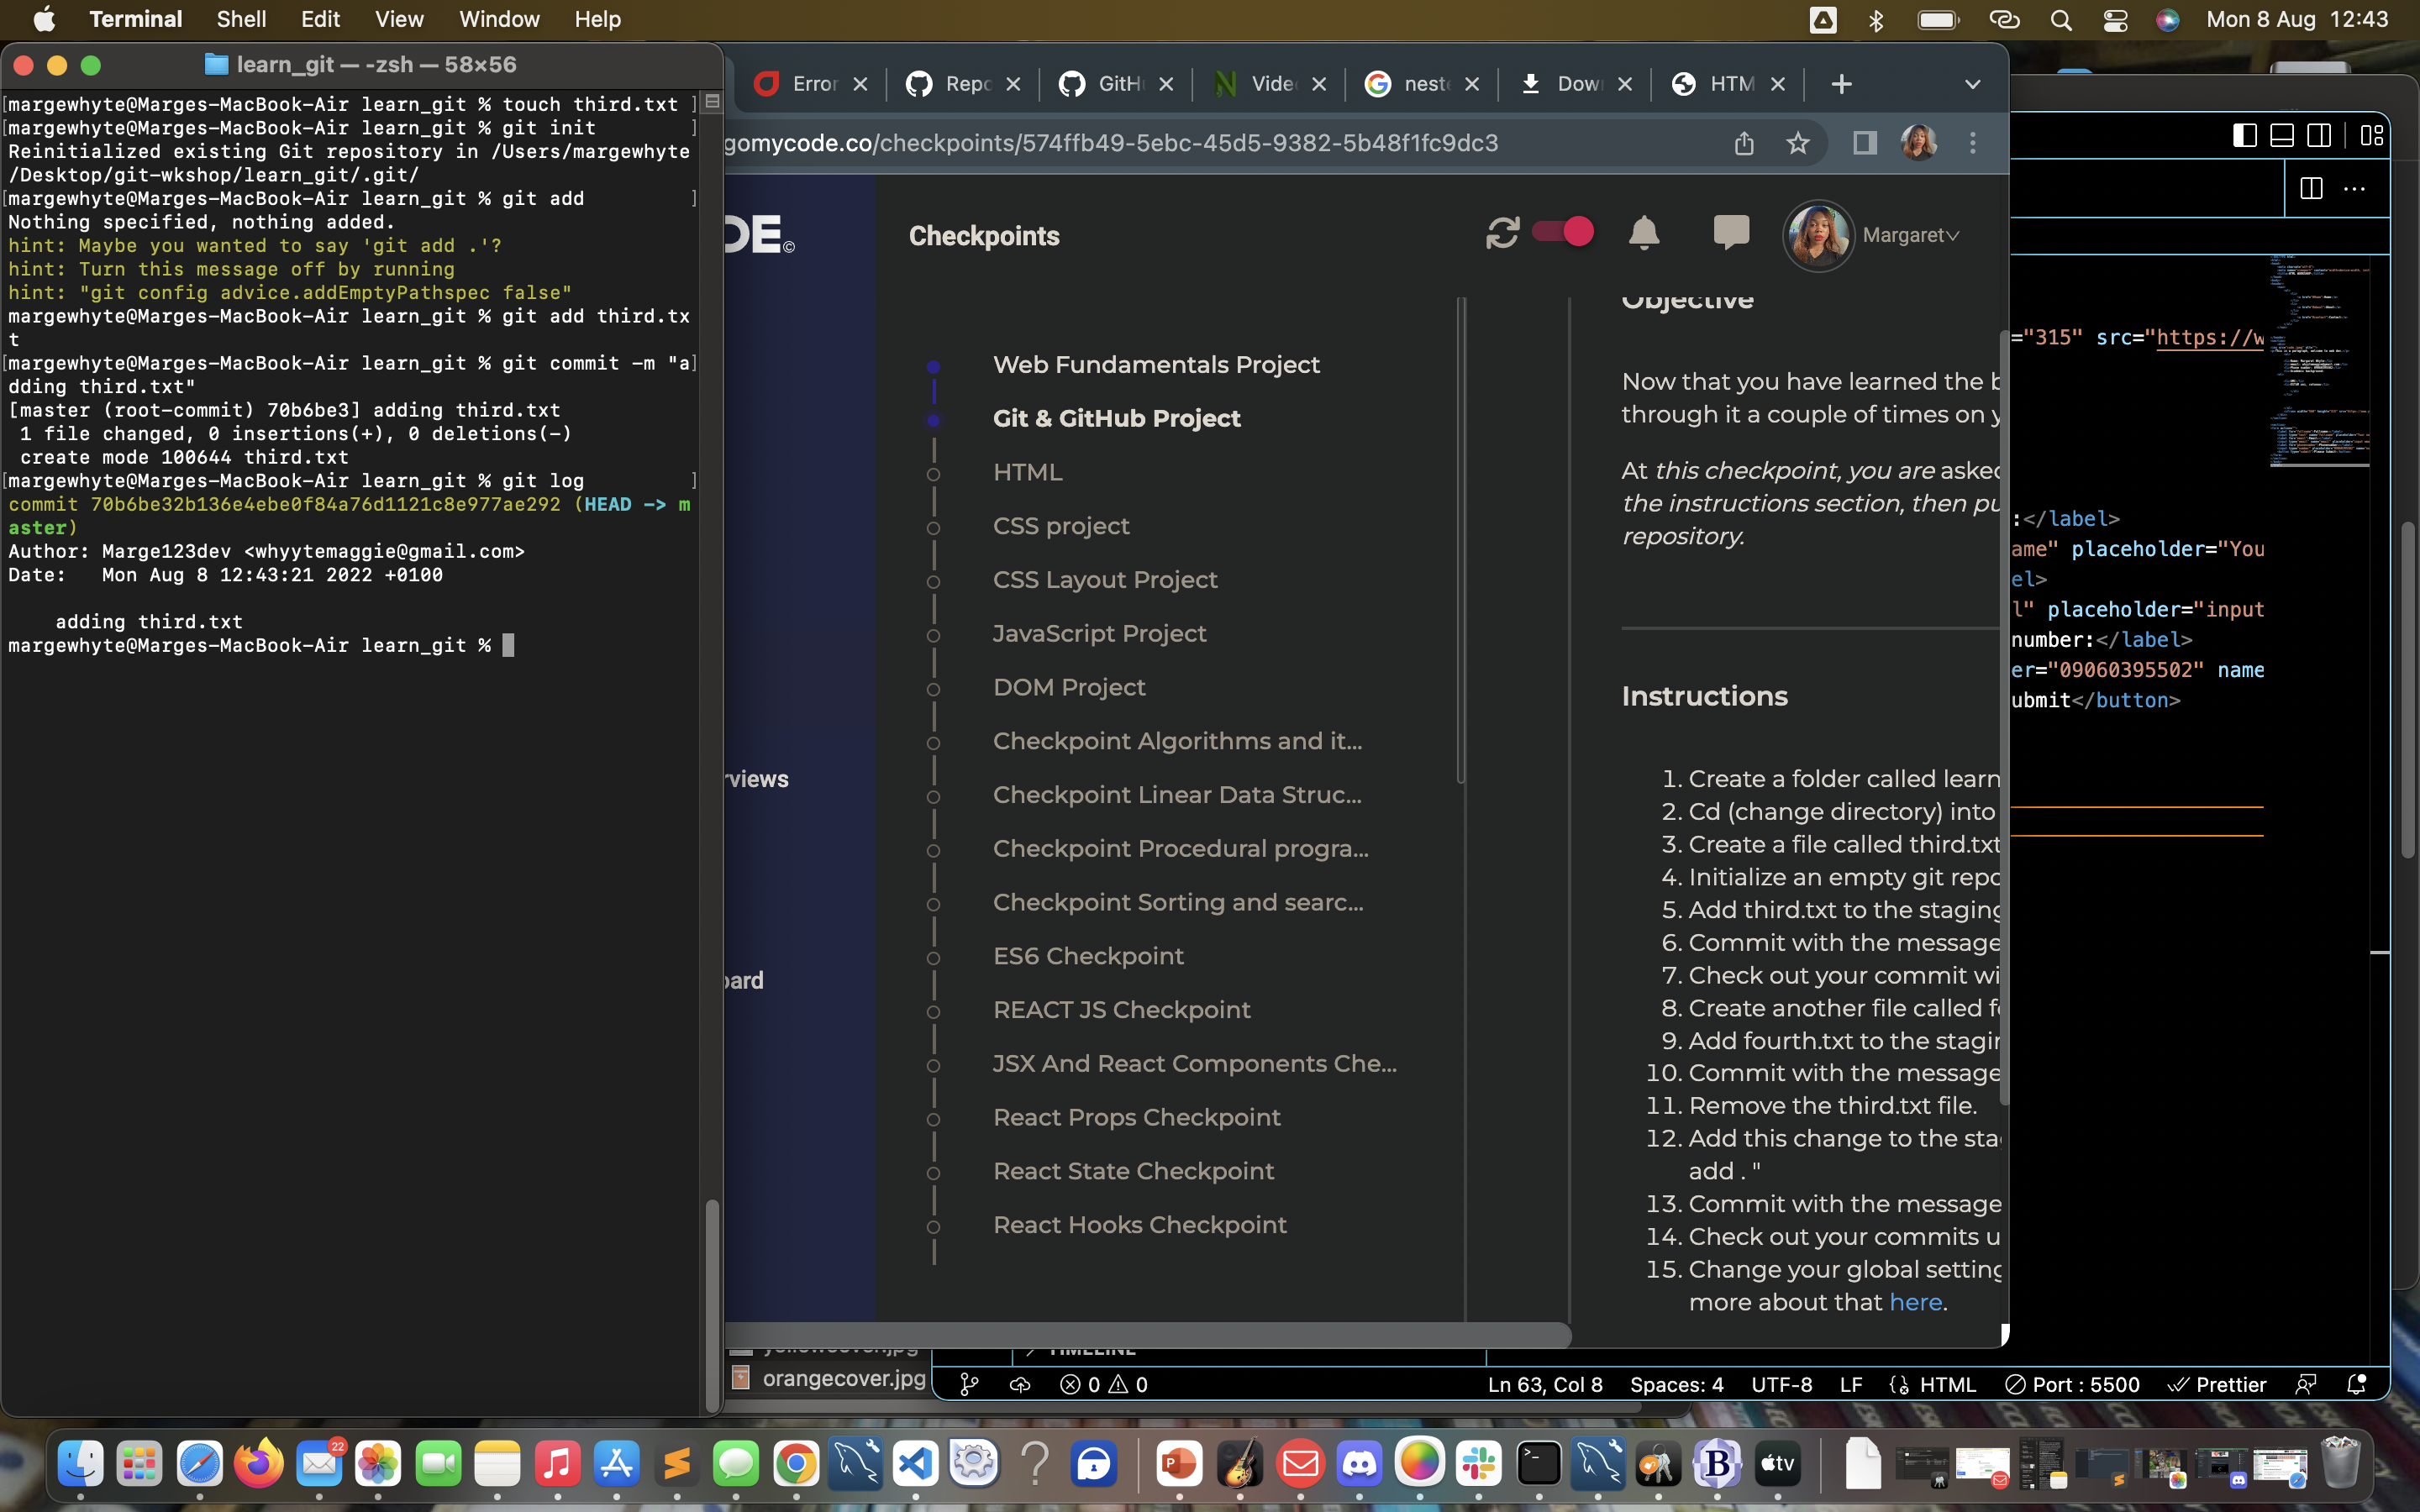 Terminal Shell Edit View Window Help Mon 8 Aug 12:43
learn_git — -zsh — 58×56
[margewhyte@Marges-MacBook-Air learn_git % touch third.txt ]
[margewhyte@Marges-MacBook-Air learn_git % git init ]
Reinitialized existing Git repository in /Users/margewhyte
/Desktop/git-wkshop/learn_git/.git/
[margewhyte@Marges-MacBook-Air learn_git % git add ]
Nothing specified, nothing added.
hint: Maybe you wanted to say 'git add .'?
hint: Turn this message off by running
hint: "git config advice.addEmptyPathspec false"
margewhyte@Marges-MacBook-Air learn_git % git add third.tx
t
[margewhyte@Marges-MacBook-Air learn_git % git commit -m "a]
dding third.txt"
[master (root-commit) 70b6be3] adding third.txt
1 file changed, 0 insertions(+), 0 deletions(-)
create mode 100644 third.txt
[margewhyte@Marges-MacBook-Air learn_git % git log ]
commit 70b6be32b136e4ebe0f84a76d1121c8e977ae292 (HEAD -> m
aster)
Author: Marge123dev <whyytemaggie@gmail.com>
Date: Mon Aug 8 12:43:21 2022 +0100
adding third.txt
margewhyte@Marges-MacBook-Air learn_git %
Error Repo GitH Vide nest Dow HTM
gomycode.co/checkpoints/574ffb49-5ebc-45d5-9382-5b48f1fc9dc3
DE©
rviews
oard
Checkpoints
Margaret
Web Fundamentals Project
Git & GitHub Project
HTML
CSS project
CSS Layout Project
JavaScript Project
DOM Project
Checkpoint Algorithms and it...
Checkpoint Linear Data Struc...
Checkpoint Procedural progra...
Checkpoint Sorting and searc...
ES6 Checkpoint
REACT JS Checkpoint
JSX And React Components Che...
React Props Checkpoint
React State Checkpoint
React Hooks Checkpoint
Objective
Now that you have learned the b
through it a couple of times on y
At this checkpoint, you are asked
the instructions section, then pu
repository.
Instructions
1. Create a folder called learn
2. Cd (change directory) into
3. Create a file called third.txt
4. Initialize an empty git repo
5. Add third.txt to the staging
6. Commit with the message
7. Check out your commit wi
8. Create another file called fo
9. Add fourth.txt to the stagin
10. Commit with the message
11. Remove the third.txt file.
12. Add this change to the sta
add . "
13. Commit with the message
14. Check out your commits u
15. Change your global setting
more about that here.
="315" src="https://w
:</label>
ame" placeholder="You
el>
l" placeholder="input
number:</label>
er="09060395502" name
ubmit</button>
yellowcover.jpg
orangecover.jpg
TIMELINE
0 0 Ln 63, Col 8 Spaces: 4 UTF-8 LF HTML Port : 5500 Prettier
22
P
B
tv